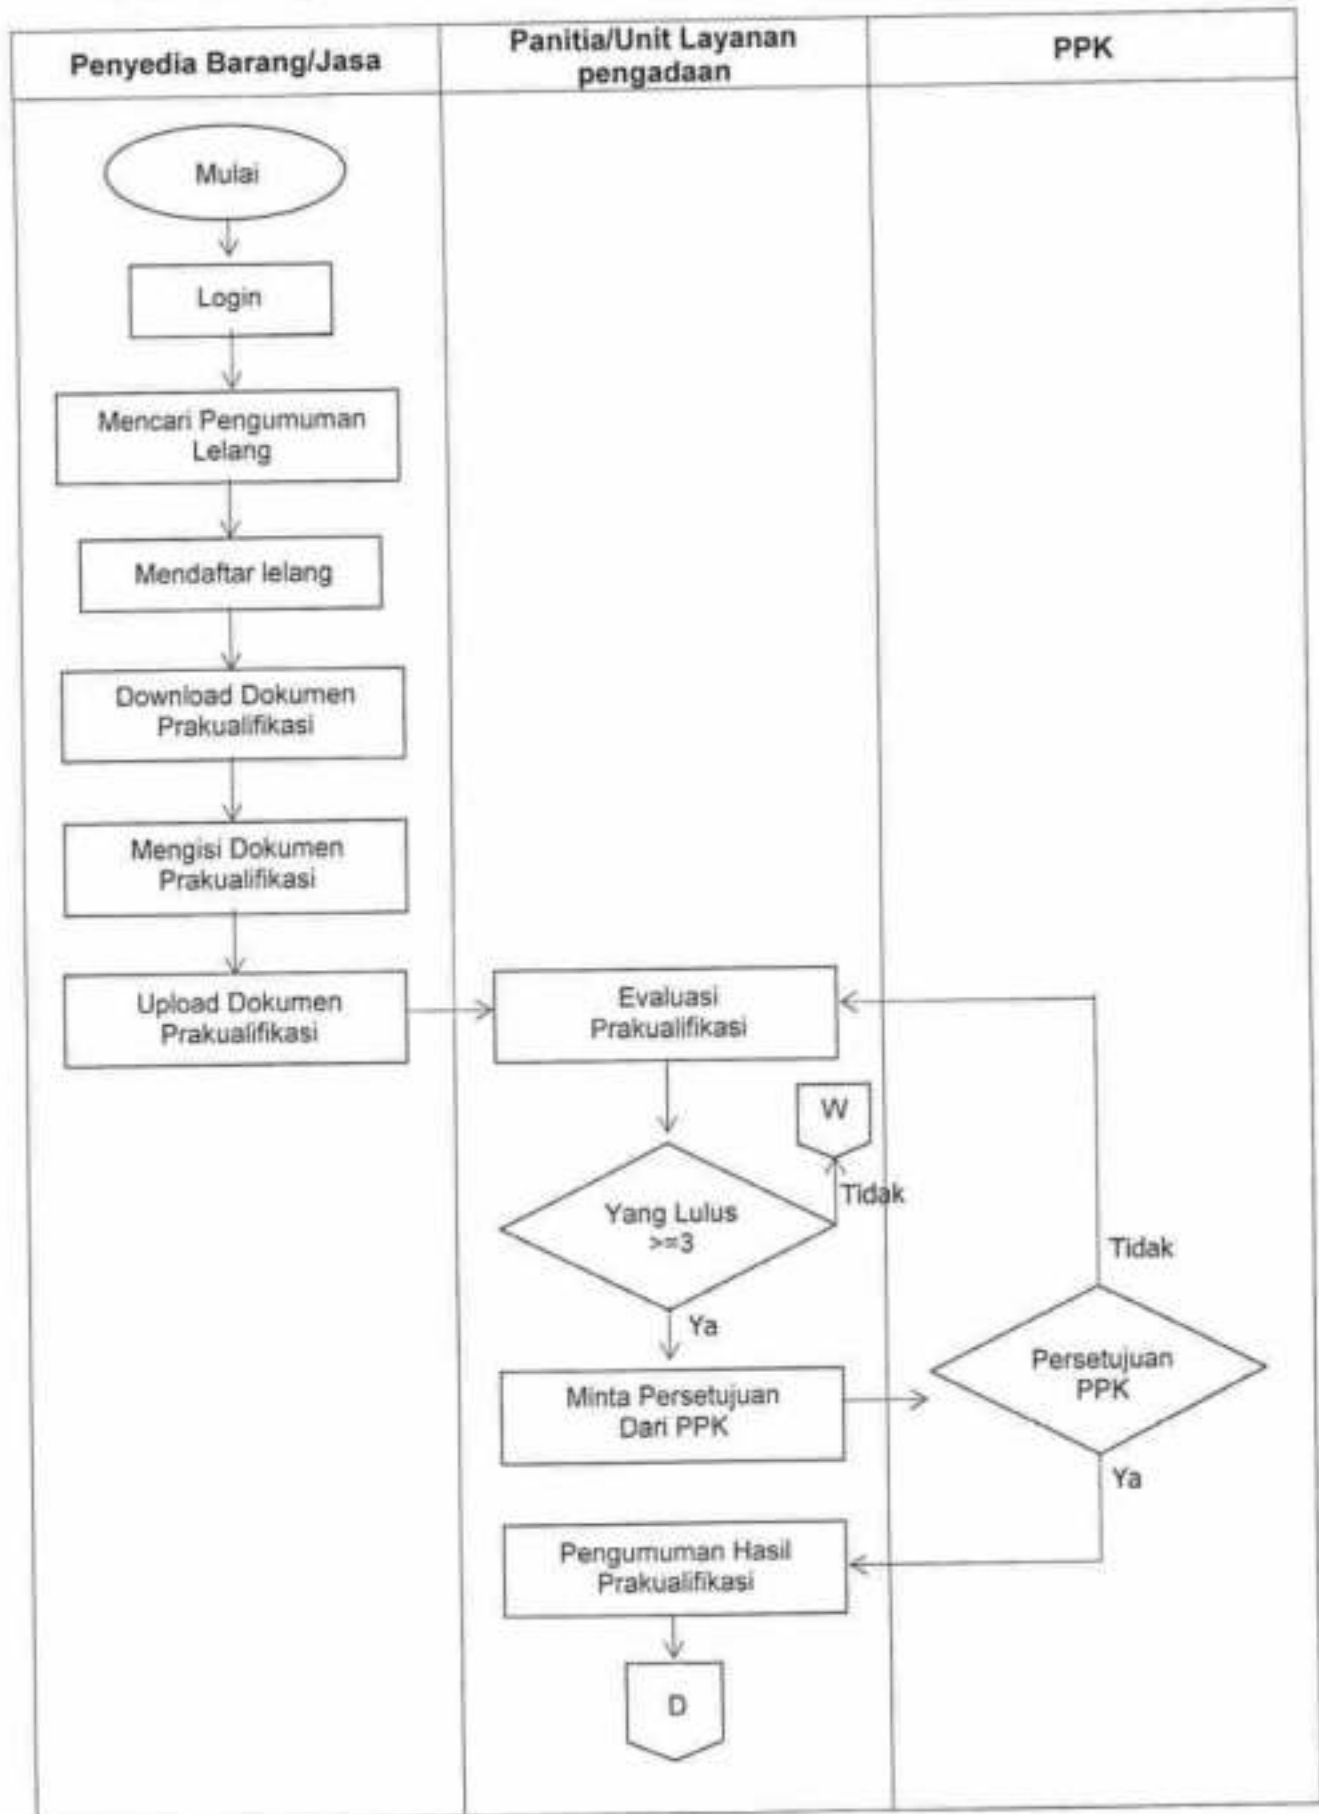 Penyedia Barang/Jasa
Panitia/Unit Layanan
pengadaan
PPK
Mulai
Login
Mencari Pengumuman
Lelang
Mendaftar lelang
Download Dokumen
Prakualifikasi
Mengisi Dokumen
Prakualifikasi
Upload Dokumen
Prakualifikasi
Evaluasi
Prakualifikasi
W
Tidak
Yang Lulus
>=3
Ya
Tidak
Minta Persetujuan
Dari PPK
Persetujuan
PPK
Ya
Pengumuman Hasil
Prakualifikasi
D